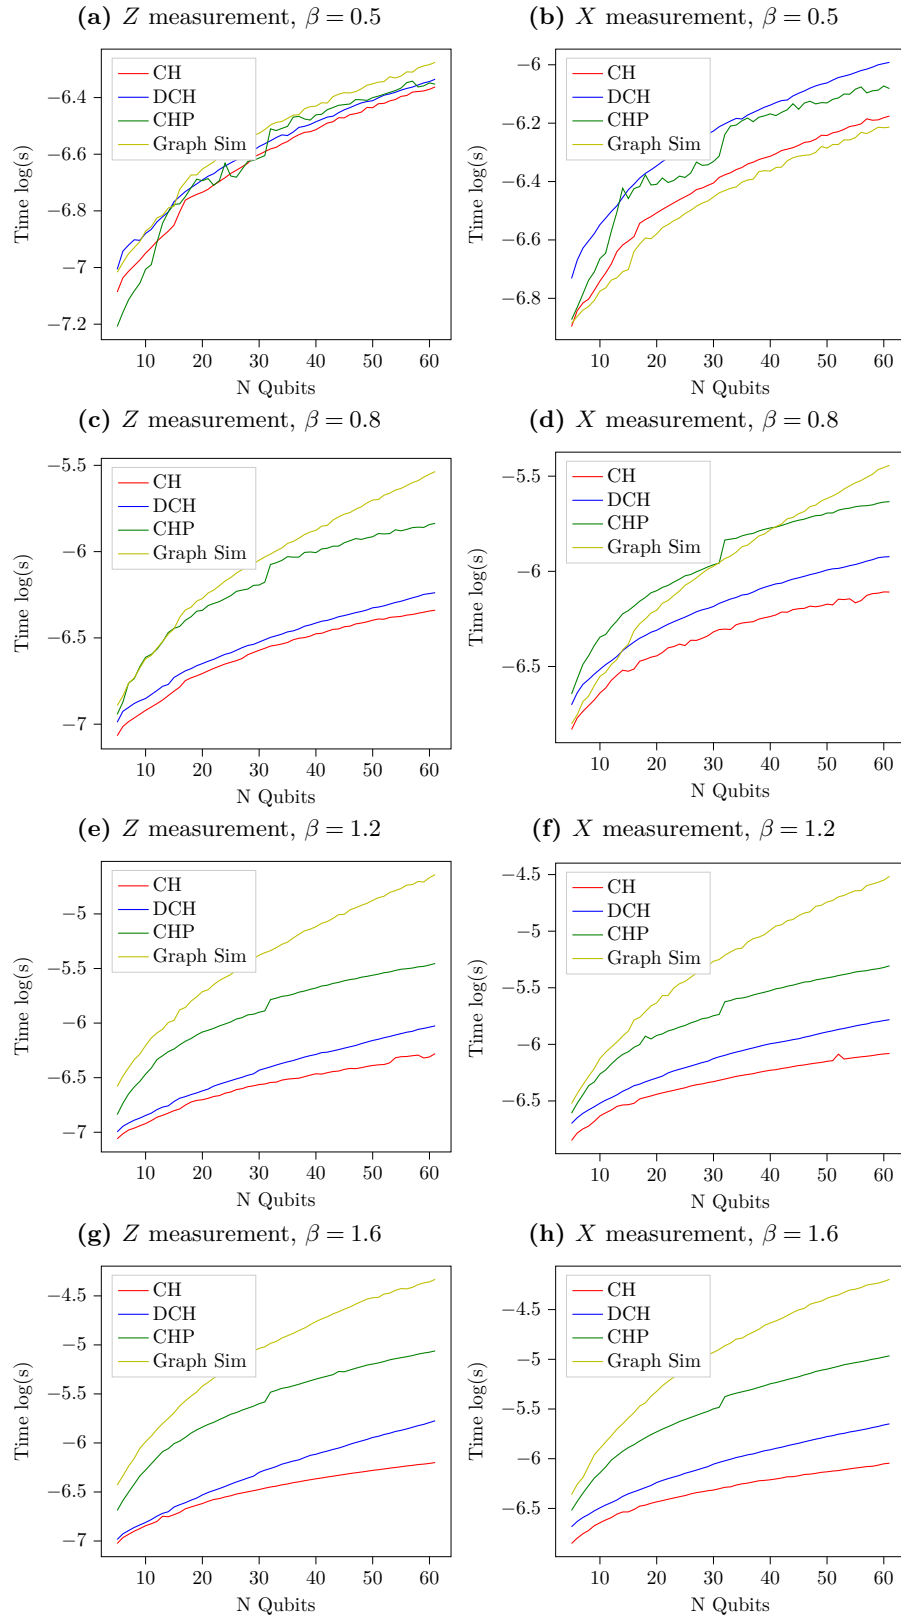 (a) Z measurement, β = 0.5
−6.4
−6.6
−6.8
−7
−7.2
Time log(s)
CH
DCH
CHP
Graph Sim
10 20 30 40 50 60
N Qubits
(b) X measurement, β = 0.5
−6
−6.2
−6.4
−6.6
−6.8
Time log(s)
CH
DCH
CHP
Graph Sim
10 20 30 40 50 60
N Qubits
(c) Z measurement, β = 0.8
−5.5
−6
−6.5
−7
Time log(s)
CH
DCH
CHP
Graph Sim
10 20 30 40 50 60
N Qubits
(d) X measurement, β = 0.8
−5.5
−6
−6.5
Time log(s)
CH
DCH
CHP
Graph Sim
10 20 30 40 50 60
N Qubits
(e) Z measurement, β = 1.2
−5
−5.5
−6
−6.5
−7
Time log(s)
CH
DCH
CHP
Graph Sim
10 20 30 40 50 60
N Qubits
(f) X measurement, β = 1.2
−4.5
−5
−5.5
−6
−6.5
Time log(s)
CH
DCH
CHP
Graph Sim
10 20 30 40 50 60
N Qubits
(g) Z measurement, β = 1.6
−4.5
−5
−5.5
−6
−6.5
−7
Time log(s)
CH
DCH
CHP
Graph Sim
10 20 30 40 50 60
N Qubits
(h) X measurement, β = 1.6
−4.5
−5
−5.5
−6
−6.5
Time log(s)
CH
DCH
CHP
Graph Sim
10 20 30 40 50 60
N Qubits